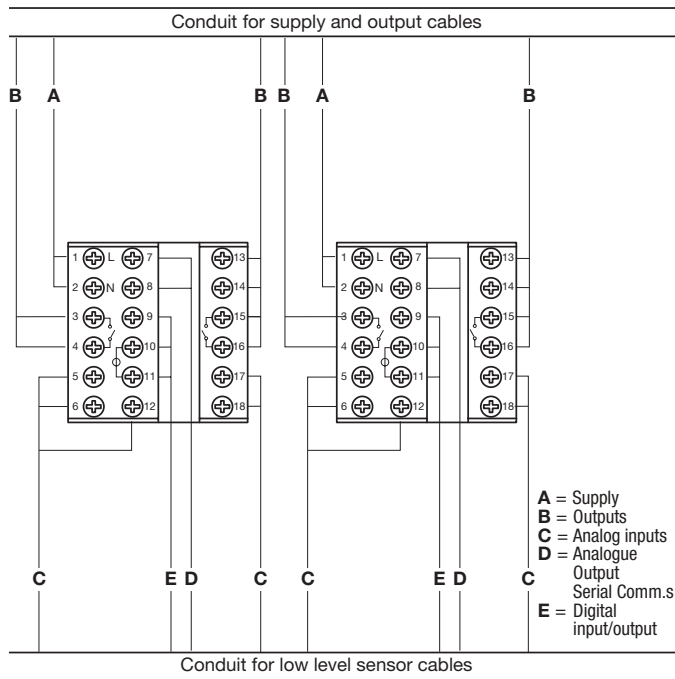 Conduit for supply and output cables
B A B B A B
1 L 7 13 1 L 7 13
2 N 8 14 2 N 8 14
3 9 15 3 9 15
4 10 16 4 10 16
5 11 17 5 11 17
6 12 18 6 12 18
A = Supply
B = Outputs
C = Analog inputs
D = Analogue
Output
Serial Comm.s
E = Digital
input/output
C E D C C E D C
Conduit for low level sensor cables